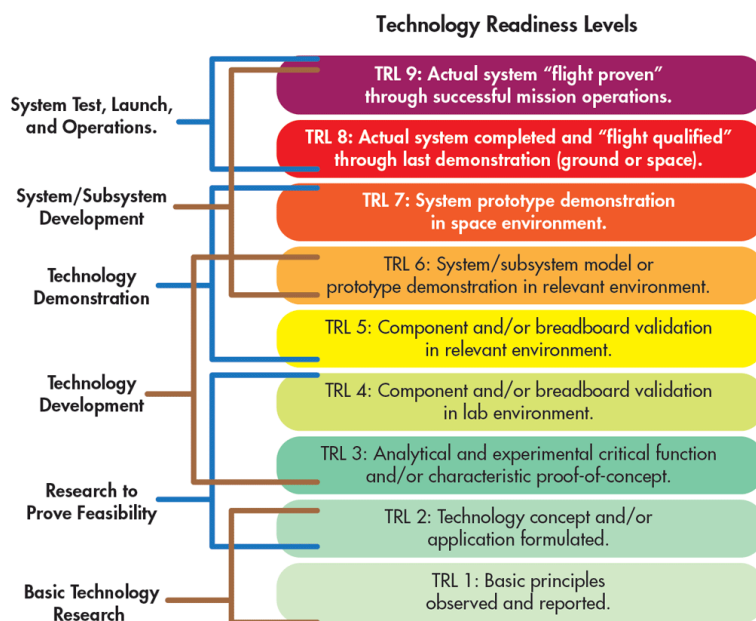 Technology Readiness Levels
System Test, Launch,
and Operations.
System/Subsystem
Development
Technology
Demonstration
Technology
Development
Research to
Prove Feasibility
Basic Technology
Research
TRL 9: Actual system “flight proven”
through successful mission operations.
TRL 8: Actual system completed and “flight qualified”
through last demonstration (ground or space).
TRL 7: System prototype demonstration
in space environment.
TRL 6: System/subsystem model or
prototype demonstration in relevant environment.
TRL 5: Component and/or breadboard validation
in relevant environment.
TRL 4: Component and/or breadboard validation
in lab environment.
TRL 3: Analytical and experimental critical function
and/or characteristic proof-of-concept.
TRL 2: Technology concept and/or
application formulated.
TRL 1: Basic principles
observed and reported.